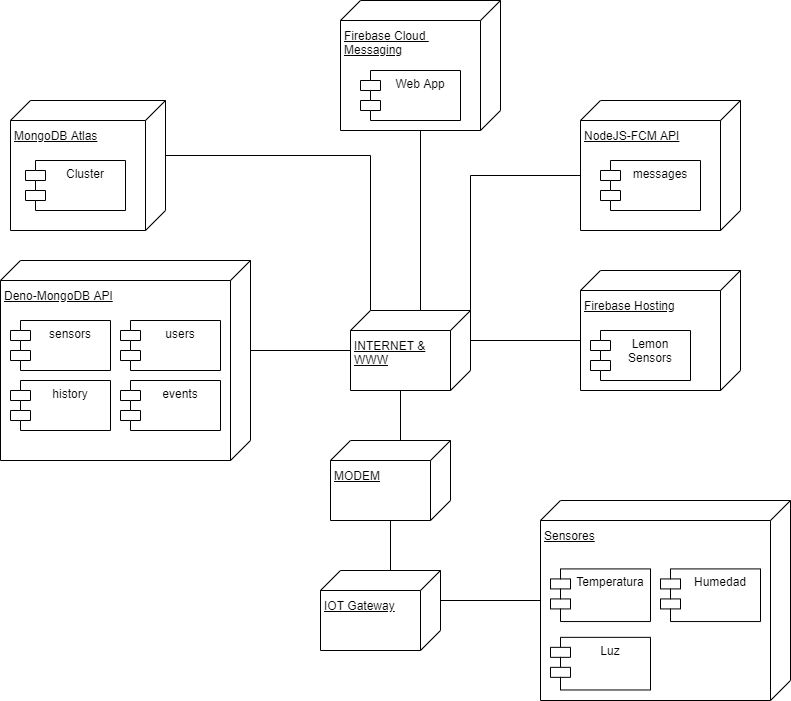 Firebase Cloud
Messaging
Web App
MongoDB Atlas
Cluster
NodeJS-FCM API
messages
Deno-MongoDB API
sensors
users
history
events
INTERNET &
WWW
Firebase Hosting
Lemon
Sensors
MODEM
IOT Gateway
Sensores
Temperatura
Humedad
Luz